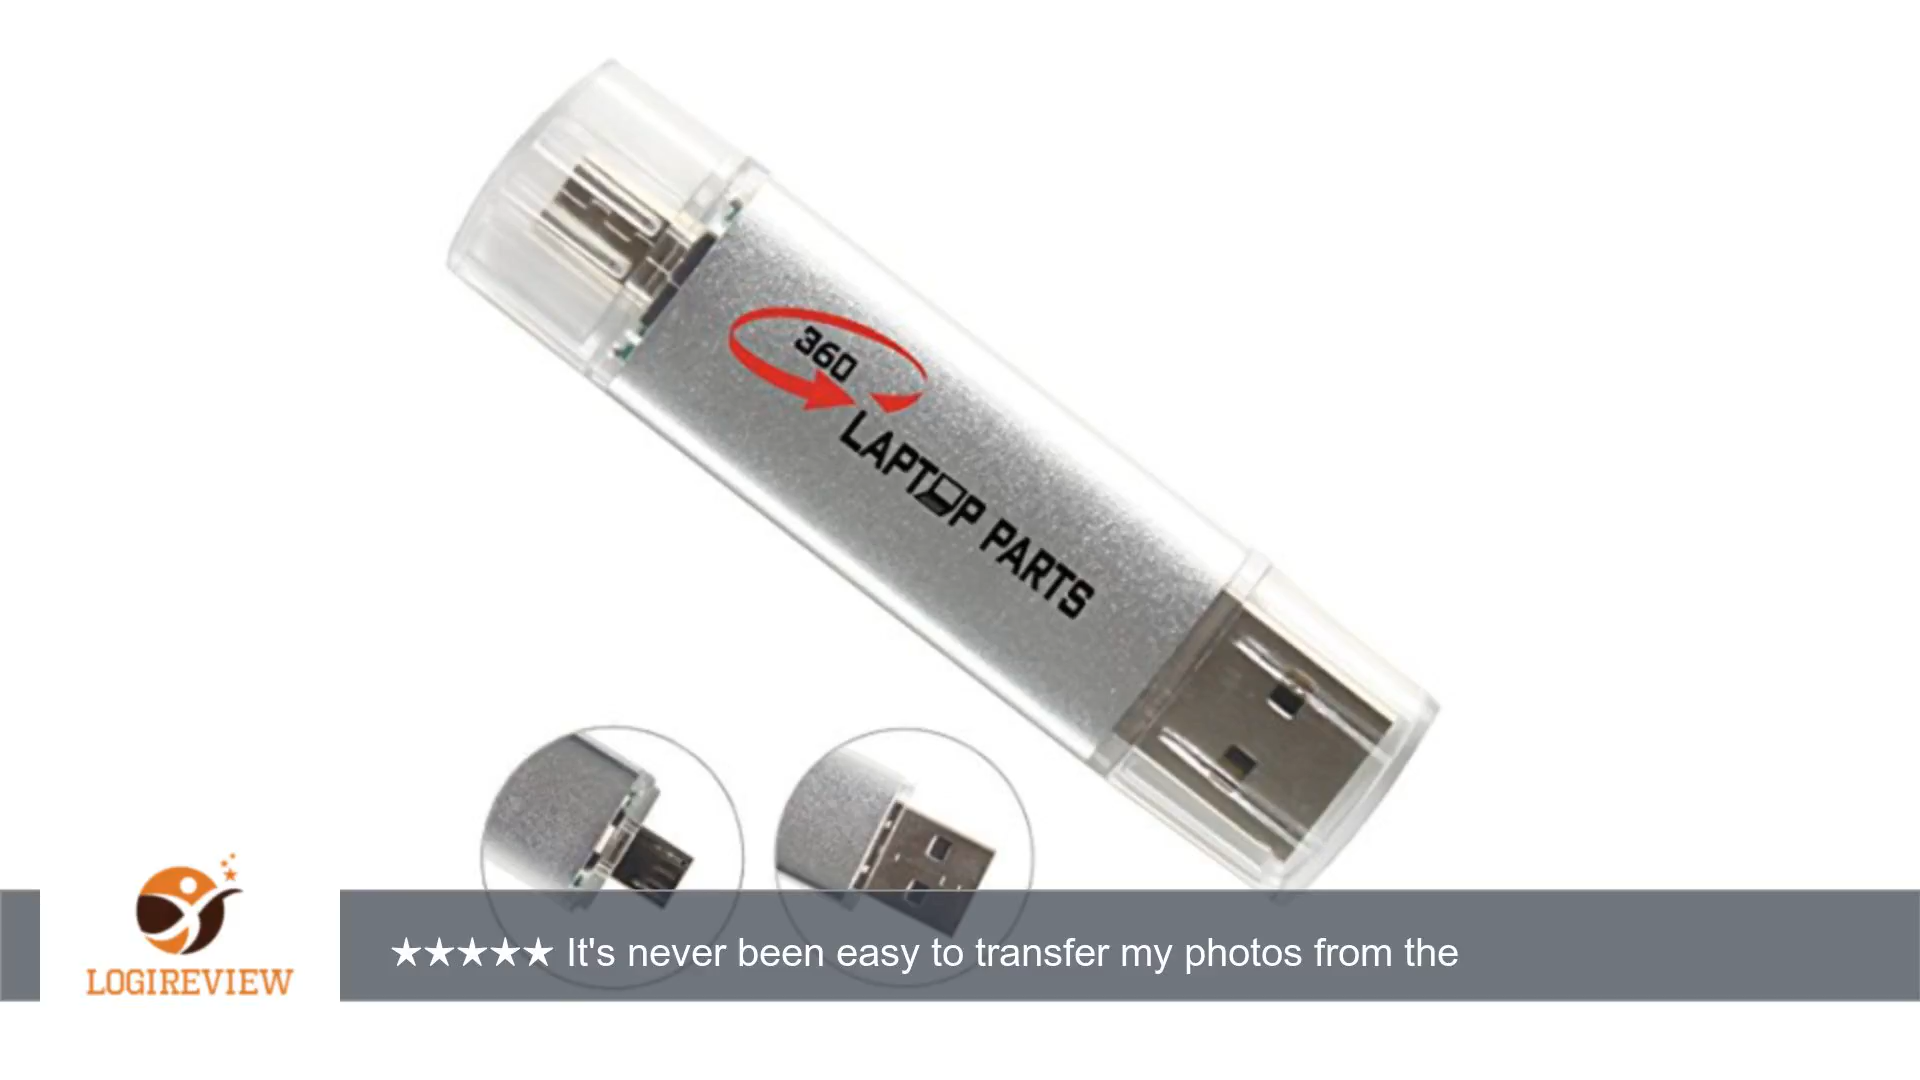 360
LAPTOP PARTS
★★★★★ It's never been easy to transfer my photos from the
LOGIREVIEW